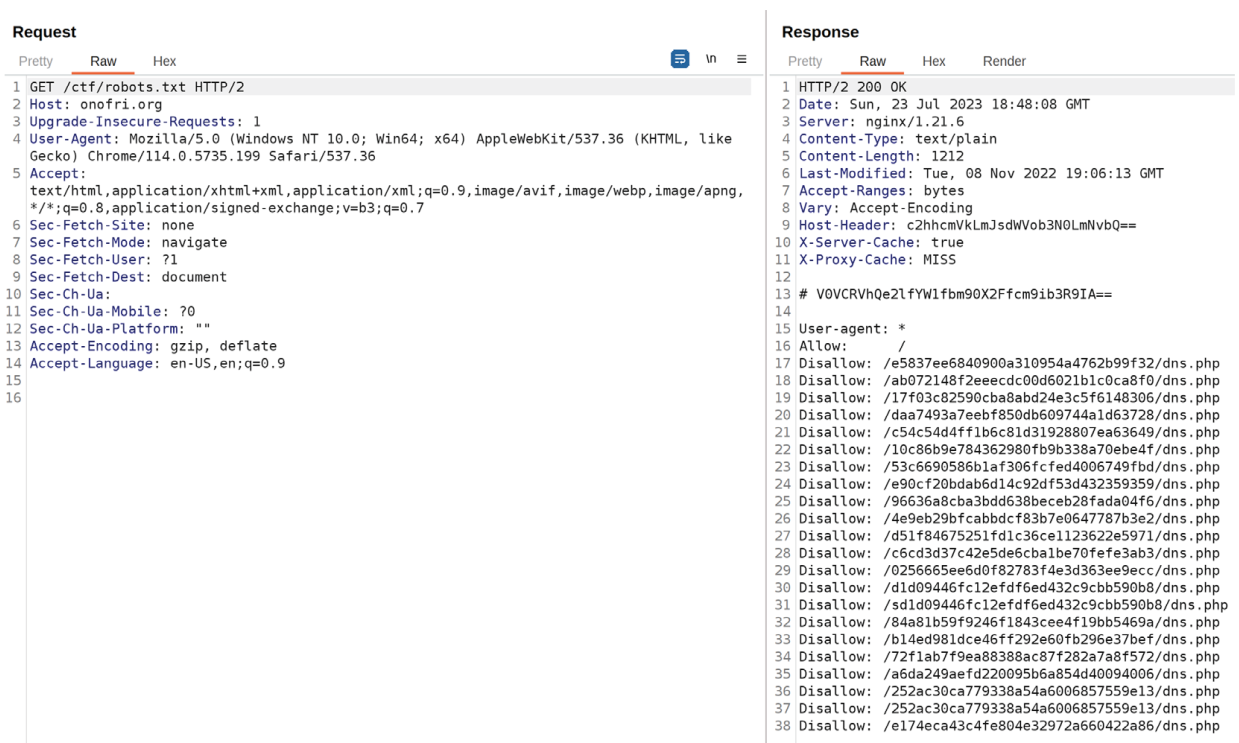 Request
Pretty Raw Hex \n
1 GET /ctf/robots.txt HTTP/2
2 Host: onofri.org
3 Upgrade-Insecure-Requests: 1
4 User-Agent: Mozilla/5.0 (Windows NT 10.0; Win64; x64) AppleWebKit/537.36 (KHTML, like
Gecko) Chrome/114.0.5735.199 Safari/537.36
5 Accept:
text/html,application/xhtml+xml,application/xml;q=0.9,image/avif,image/webp,image/apng,
*/*;q=0.8,application/signed-exchange;v=b3;q=0.7
6 Sec-Fetch-Site: none
7 Sec-Fetch-Mode: navigate
8 Sec-Fetch-User: ?1
9 Sec-Fetch-Dest: document
10 Sec-Ch-Ua:
11 Sec-Ch-Ua-Mobile: ?0
12 Sec-Ch-Ua-Platform: ""
13 Accept-Encoding: gzip, deflate
14 Accept-Language: en-US,en;q=0.9
15
16
Response
Pretty Raw Hex Render
1 HTTP/2 200 OK
2 Date: Sun, 23 Jul 2023 18:48:08 GMT
3 Server: nginx/1.21.6
4 Content-Type: text/plain
5 Content-Length: 1212
6 Last-Modified: Tue, 08 Nov 2022 19:06:13 GMT
7 Accept-Ranges: bytes
8 Vary: Accept-Encoding
9 Host-Header: c2hhcmVkLmJsdWVob3N0LmNvbQ==
10 X-Server-Cache: true
11 X-Proxy-Cache: MISS
12
13 # V0VCRVhQe2lfYW1fbm90X2Ffcm9ib3R9IA==
14
15 User-agent: *
16 Allow: /
17 Disallow: /e5837ee6840900a310954a4762b99f32/dns.php
18 Disallow: /ab072148f2eeecdc00d6021b1c0ca8f0/dns.php
19 Disallow: /17f03c82590cba8abd24e3c5f6148306/dns.php
20 Disallow: /daa7493a7eebf850db609744a1d63728/dns.php
21 Disallow: /c54c54d4ff1b6c81d31928807ea63649/dns.php
22 Disallow: /10c86b9e784362980fb9b338a70ebe4f/dns.php
23 Disallow: /53c6690586b1af306fcfed4006749fbd/dns.php
24 Disallow: /e90cf20bdab6d14c92df53d432359359/dns.php
25 Disallow: /96636a8cba3bdd638beceb28fada04f6/dns.php
26 Disallow: /4e9eb29bfcabbdcf83b7e0647787b3e2/dns.php
27 Disallow: /d51f84675251fd1c36ce1123622e5971/dns.php
28 Disallow: /c6cd3d37c42e5de6cba1be70fefe3ab3/dns.php
29 Disallow: /0256665ee6d0f82783f4e3d363ee9ecc/dns.php
30 Disallow: /d1d09446fc12efdf6ed432c9cbb590b8/dns.php
31 Disallow: /sd1d09446fc12efdf6ed432c9cbb590b8/dns.php
32 Disallow: /84a81b59f9246f1843cee4f19bb5469a/dns.php
33 Disallow: /b14ed981dce46ff292e60fb296e37bef/dns.php
34 Disallow: /72f1ab7f9ea88388ac87f282a7a8f572/dns.php
35 Disallow: /a6da249aefd220095b6a854d40094006/dns.php
36 Disallow: /252ac30ca779338a54a6006857559e13/dns.php
37 Disallow: /252ac30ca779338a54a6006857559e13/dns.php
38 Disallow: /e174eca43c4fe804e32972a660422a86/dns.php